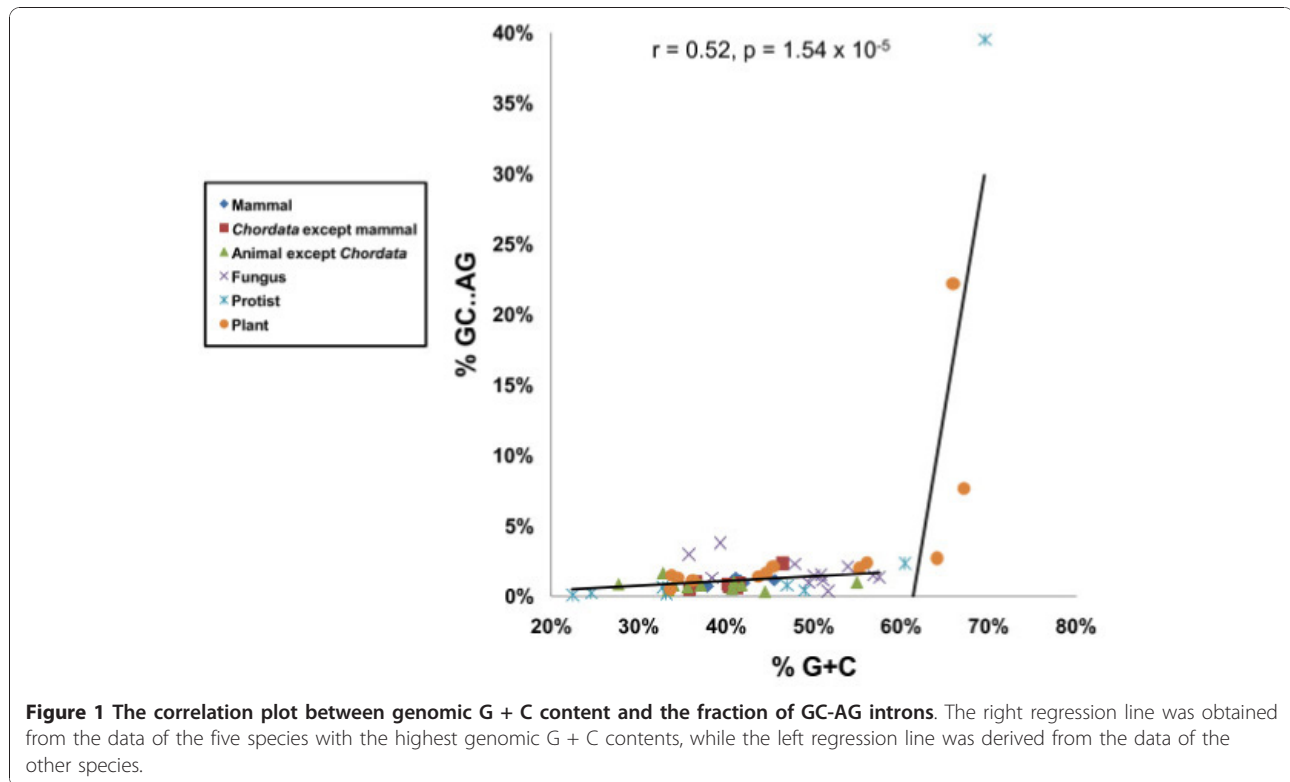 40%
35%
30%
25%
20%
15%
10%
5%
0%
% GC..AG
r = 0.52, p = 1.54 x 10-5
Mammal
Chordata except mammal
Animal except Chordata
Fungus
Protist
Plant
20% 30% 40% 50% 60% 70% 80%
% G+C
Figure 1 The correlation plot between genomic G + C content and the fraction of GC-AG introns. The right regression line was obtained
from the data of the five species with the highest genomic G + C contents, while the left regression line was derived from the data of the
other species.